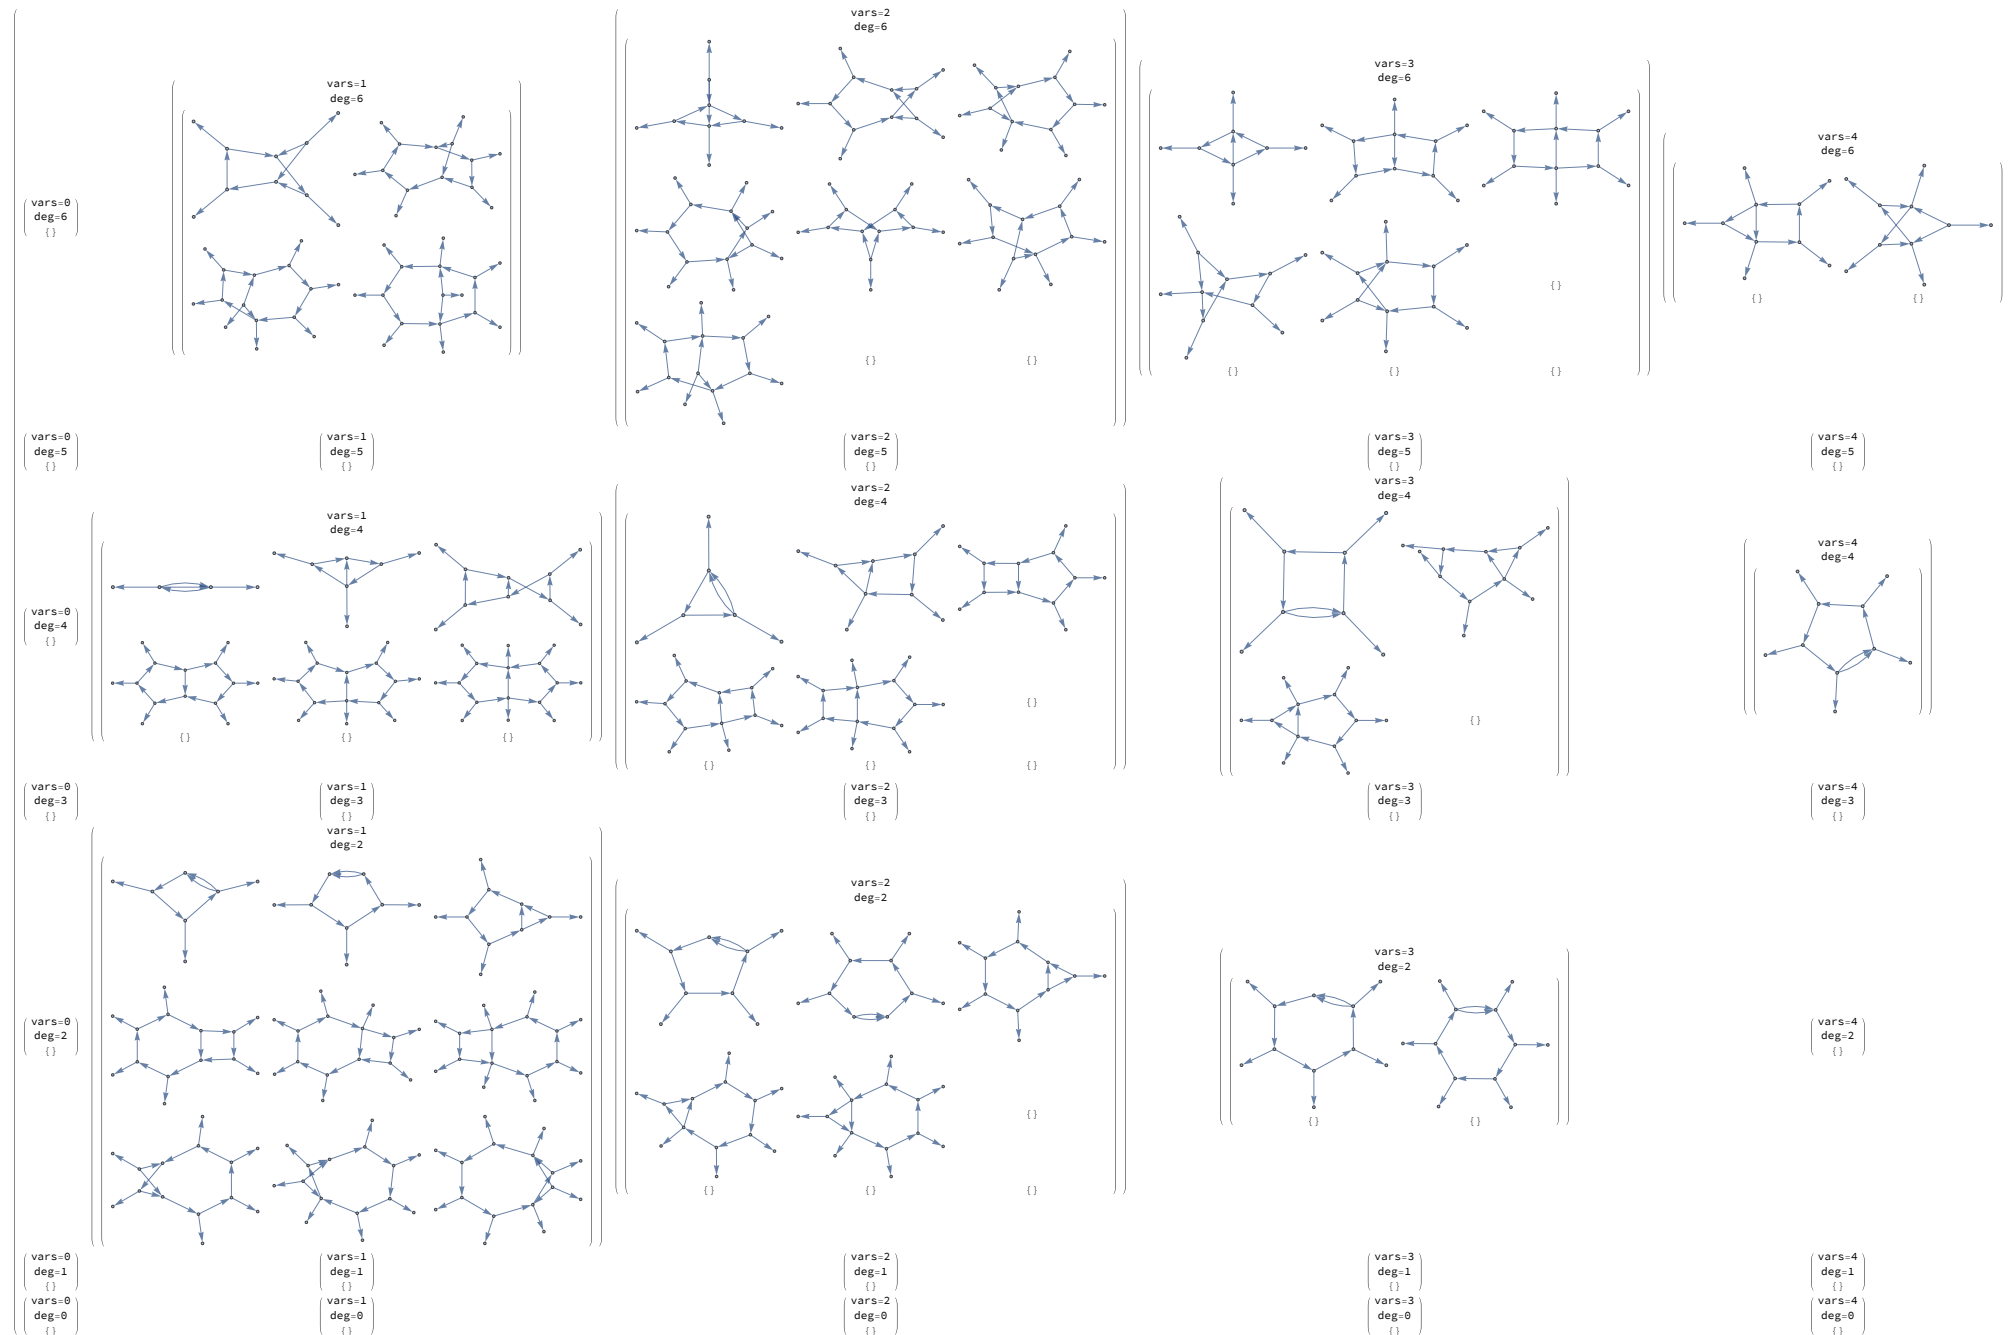 vars=0
deg=6
{}
vars=1
deg=6
vars=2
deg=6
{}
{}
vars=3
deg=6
{}
{}
{}
{}
vars=4
deg=6
{}
{}
vars=0
deg=5
{}
vars=1
deg=5
{}
vars=2
deg=5
{}
vars=3
deg=5
{}
vars=4
deg=5
{}
vars=0
deg=4
{}
vars=1
deg=4
{}
{}
{}
vars=2
deg=4
{}
{}
{}
{}
vars=3
deg=4
{}
vars=4
deg=4
vars=0
deg=3
{}
vars=1
deg=3
{}
vars=2
deg=3
{}
vars=3
deg=3
{}
vars=4
deg=3
{}
vars=0
deg=2
{}
vars=1
deg=2
vars=2
deg=2
{}
{}
{}
{}
vars=3
deg=2
{}
{}
vars=4
deg=2
{}
vars=0
deg=1
{}
vars=1
deg=1
{}
vars=2
deg=1
{}
vars=3
deg=1
{}
vars=4
deg=1
{}
vars=0
deg=0
{}
vars=1
deg=0
{}
vars=2
deg=0
{}
vars=3
deg=0
{}
vars=4
deg=0
{}